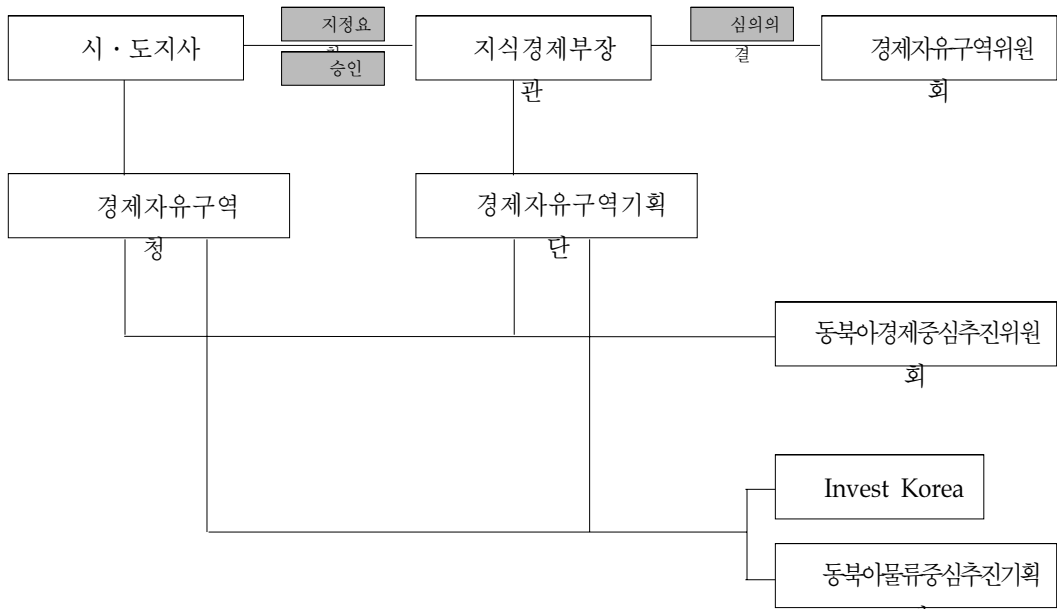 지정요
시·도지사
지식경제부장
관
심의의
결
경제자유구역위원
회
승인
경제자유구역
청
경제자유구역기획
단
동북아경제중심추진위원
회
Invest Korea
동북아물류중심추진기획